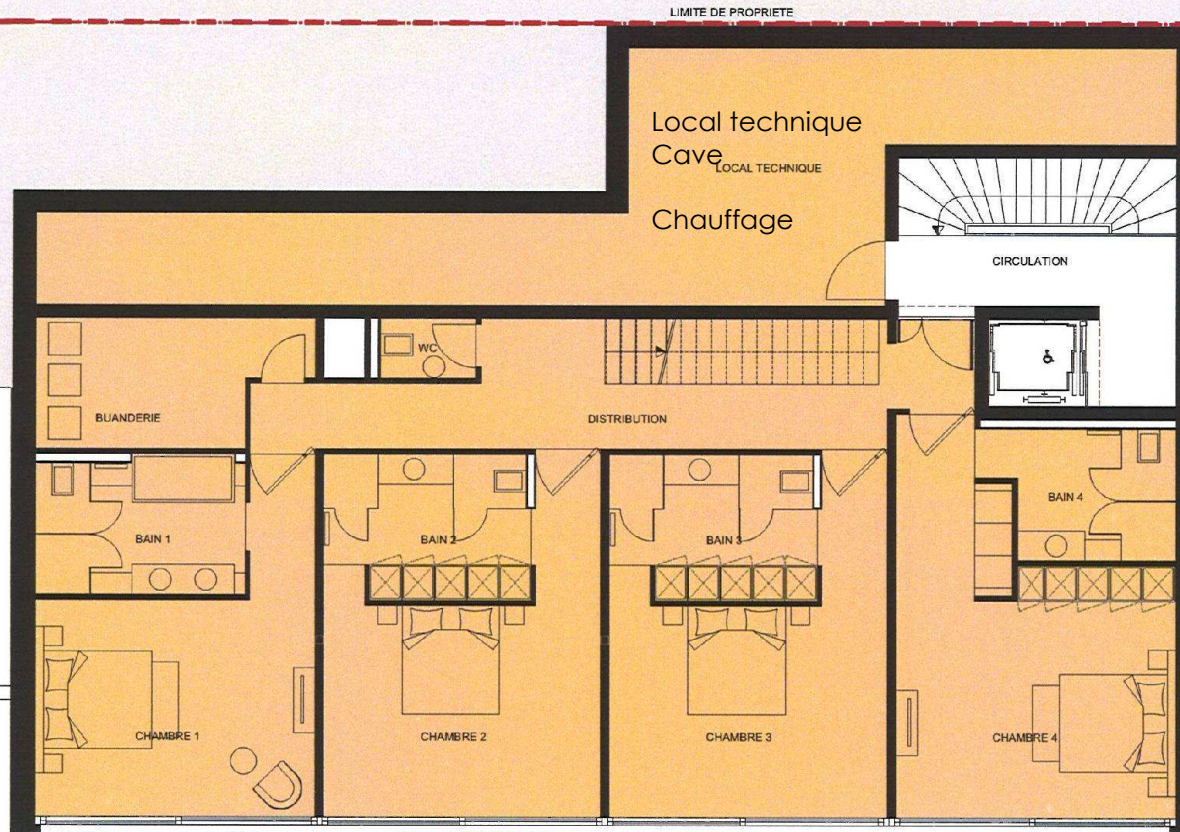 LIMITE DE PROPRIETE
Local technique
Cave
LOCAL TECHNIQUE
Chauffage
CIRCULATION
WC
BUANDERIE
DISTRIBUTION
BAIN 1
BAIN 2
BAIN 3
BAIN 4
CHAMBRE 1
CHAMBRE 2
CHAMBRE 3
CHAMBRE 4